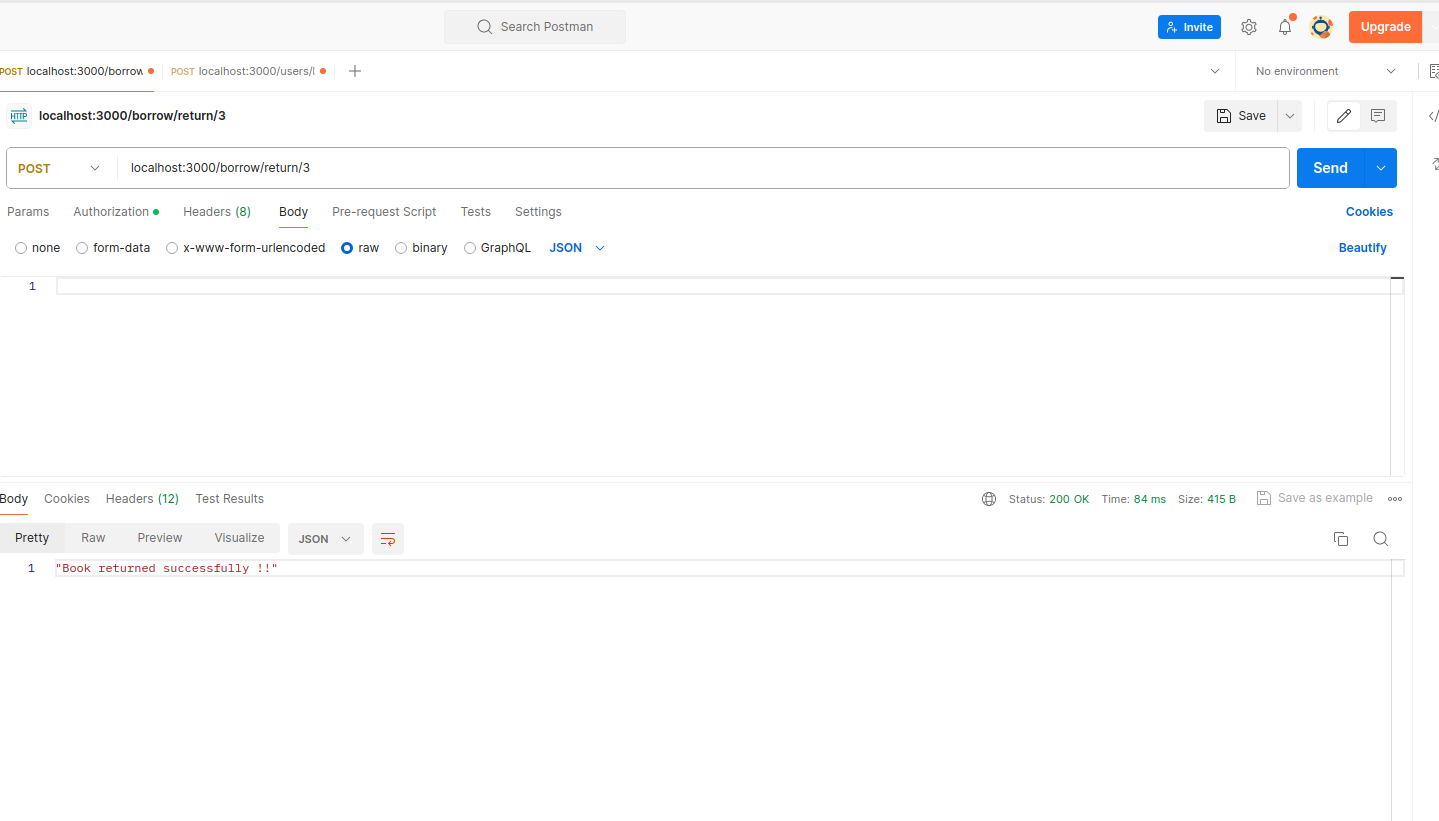 Search Postman
Invite
Upgrade
POST localhost:3000/borrow
POST localhost:3000/users/l
No environment
HTTP localhost:3000/borrow/return/3
Save
POST localhost:3000/borrow/return/3
Send
Params Authorization Headers (8) Body Pre-request Script Tests Settings Cookies
none form-data x-www-form-urlencoded raw binary GraphQL JSON Beautify
1
Body Cookies Headers (12) Test Results Status: 200 OK Time: 84 ms Size: 415 B Save as example
Pretty Raw Preview Visualize JSON
1 "Book returned successfully !!"